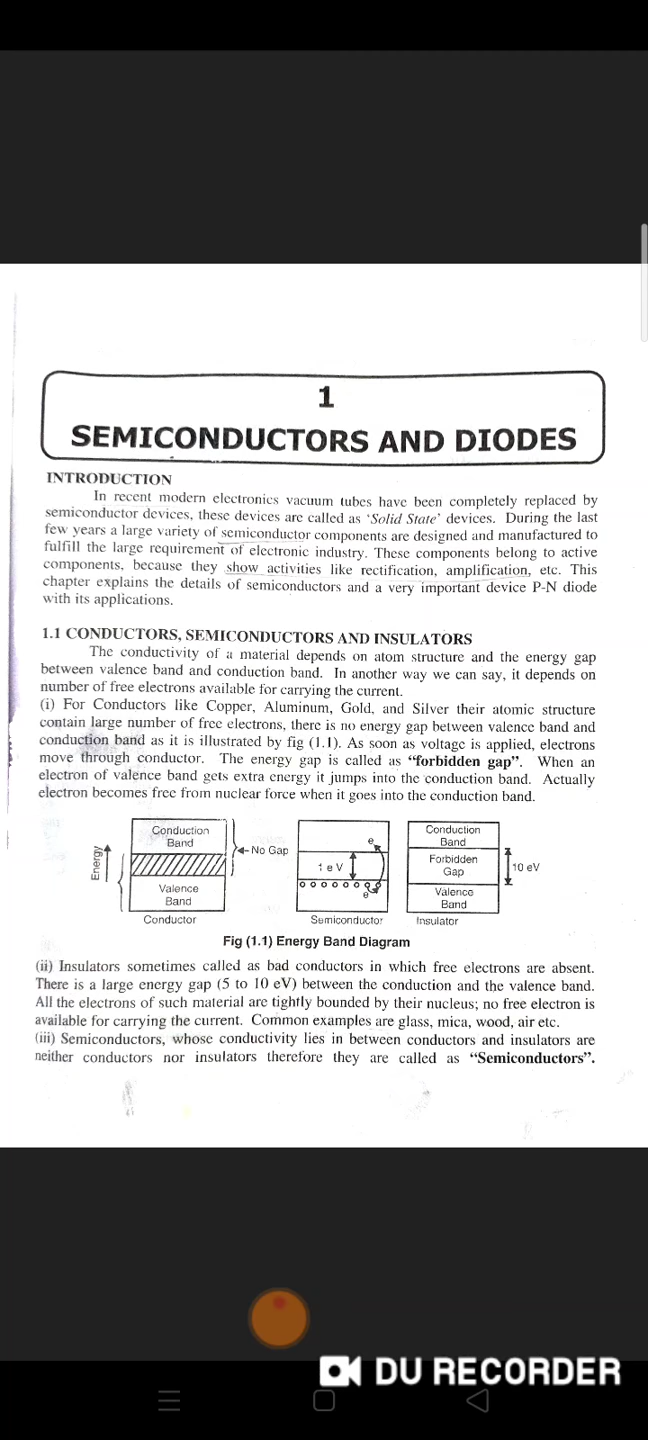 1
SEMICONDUCTORS AND DIODES
INTRODUCTION
In recent modern electronics vacuum tubes have been completely replaced by
semiconductor devices, these devices are called as ‘Solid State’ devices. During the last
few years a large variety of semiconductor components are designed and manufactured to
fulfill the large requirement of electronic industry. These components belong to active
components, because they show activities like rectification, amplification, etc. This
chapter explains the details of semiconductors and a very important device P-N diode
with its applications.
1.1 CONDUCTORS, SEMICONDUCTORS AND INSULATORS
The conductivity of a material depends on atom structure and the energy gap
between valence band and conduction band. In another way we can say, it depends on
number of free electrons available for carrying the current.
(i) For Conductors like Copper, Aluminum, Gold, and Silver their atomic structure
contain large number of free electrons, there is no energy gap between valence band and
conduction band as it is illustrated by fig (1.1). As soon as voltage is applied, electrons
move through conductor. The energy gap is called as “forbidden gap”. When an
electron of valence band gets extra energy it jumps into the conduction band. Actually
electron becomes free from nuclear force when it goes into the conduction band.
Energy
Conduction
Band
No Gap
Valence
Band
Conductor
e
1 e V
e
Semiconductor
Conduction
Band
Forbidden
Gap
10 eV
Valence
Band
Insulator
Fig (1.1) Energy Band Diagram
(ii) Insulators sometimes called as bad conductors in which free electrons are absent.
There is a large energy gap (5 to 10 eV) between the conduction and the valence band.
All the electrons of such material are tightly bounded by their nucleus; no free electron is
available for carrying the current. Common examples are glass, mica, wood, air etc.
(iii) Semiconductors, whose conductivity lies in between conductors and insulators are
neither conductors nor insulators therefore they are called as “Semiconductors”.
DU RECORDER